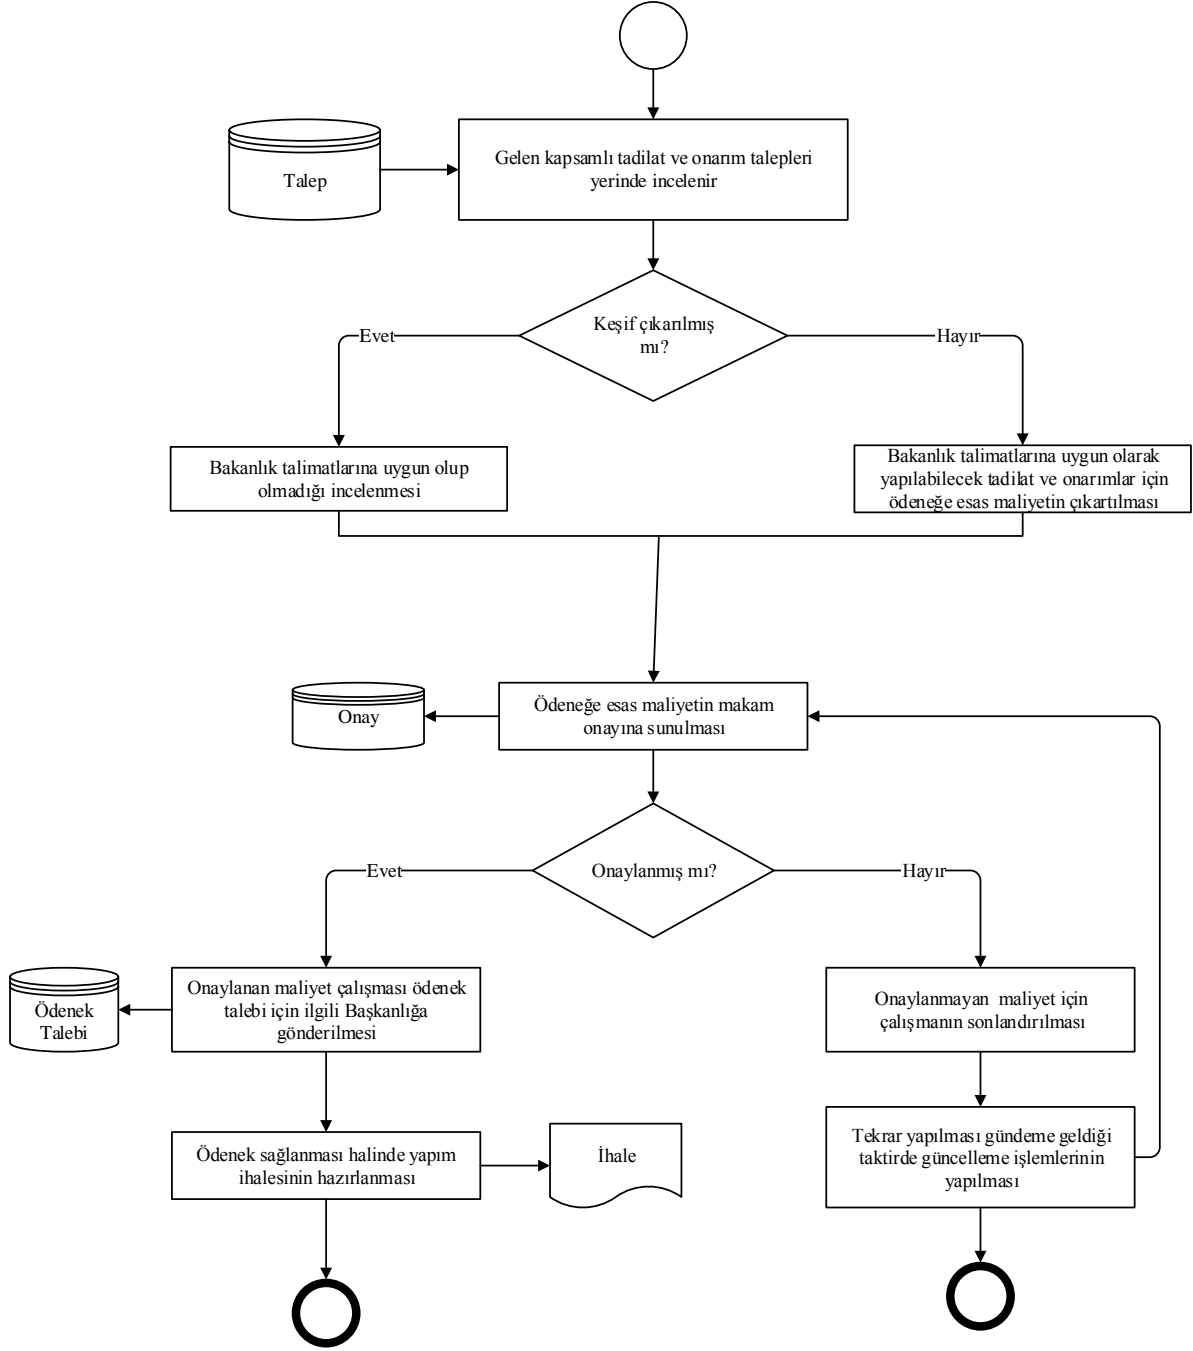 Talep
Gelen kapsamlı tadilat ve onarım talepleri
yerinde incelenir
Keşif çıkarılmış
mı?
Evet
Hayır
Bakanlık talimatlarına uygun olup
olmadığı incelenmesi
Bakanlık talimatlarına uygun olarak
yapılabilecek tadilat ve onarımlar için
ödeneğe esas maliyetin çıkartılması
Onay
Ödeneğe esas maliyetin makam
onayına sunulması
Onaylanmış mı?
Evet
Hayır
Ödenek
Talebi
Onaylanan maliyet çalışması ödenek
talebi için ilgili Başkanlığa
gönderilmesi
Onaylanmayan  maliyet için
çalışmanın sonlandırılması
Ödenek sağlanması halinde yapım
ihalesinin hazırlanması
İhale
Tekrar yapılması gündeme geldiği
taktirde güncelleme işlemlerinin
yapılması